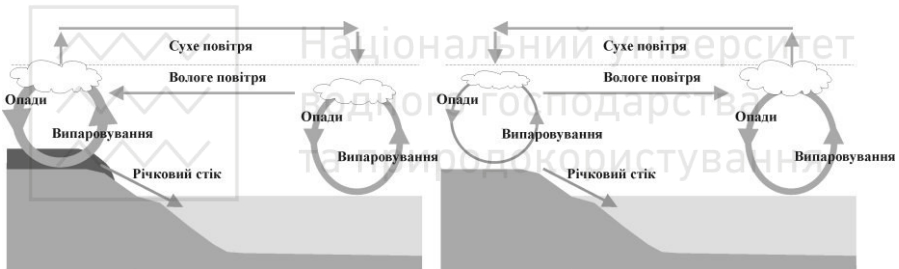 Національний університет
водного господарства
та природокористування
Сухе повітря
Вологе повітря
Опади
Випаровування
Опади
Випаровування
Річковий стік
Сухе повітря
Вологе повітря
Опади
Випаровування
Опади
Випаровування
Річковий стік